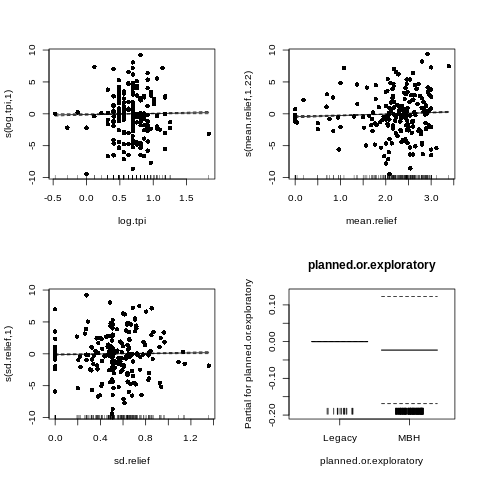 s(log.tpi,1)
10
5
0
-5
-10
-0.5 0.0 0.5 1.0 1.5
log.tpi
s(mean.relief,1.22)
10
5
0
-5
-10
0.0 1.0 2.0 3.0
mean.relief
s(sd.relief,1)
10
5
0
-5
-10
0.0 0.4 0.8 1.2
sd.relief
planned.or.exploratory
Partial for planned.or.exploratory
0.10
0.00
-0.10
-0.20
Legacy MBH
planned.or.exploratory